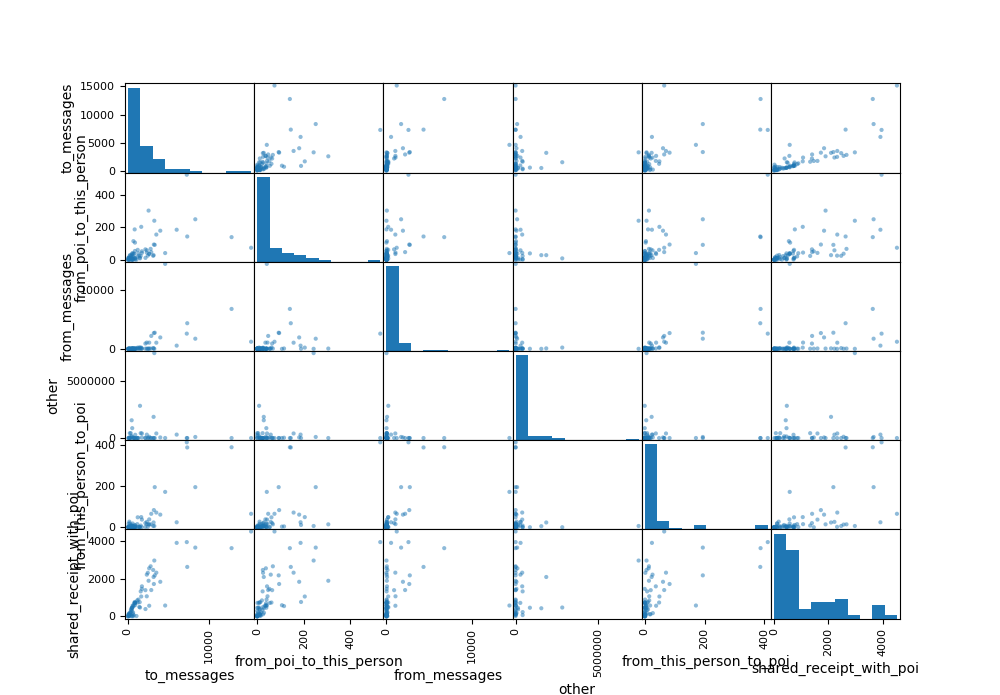 to_messages
15000
10000
5000
0
from_poi_to_this_person
400
200
0
from_messages
10000
0
other
5000000
0
from_this_person_to_poi
400
200
0
shared_receipt_with_poi
4000
2000
0
0 10000 0 200 400 0 10000 0 5000000 0 200 400 0 2000 4000
to_messages from_poi_to_this_person from_messages other from_this_person_to_poi shared_receipt_with_poi